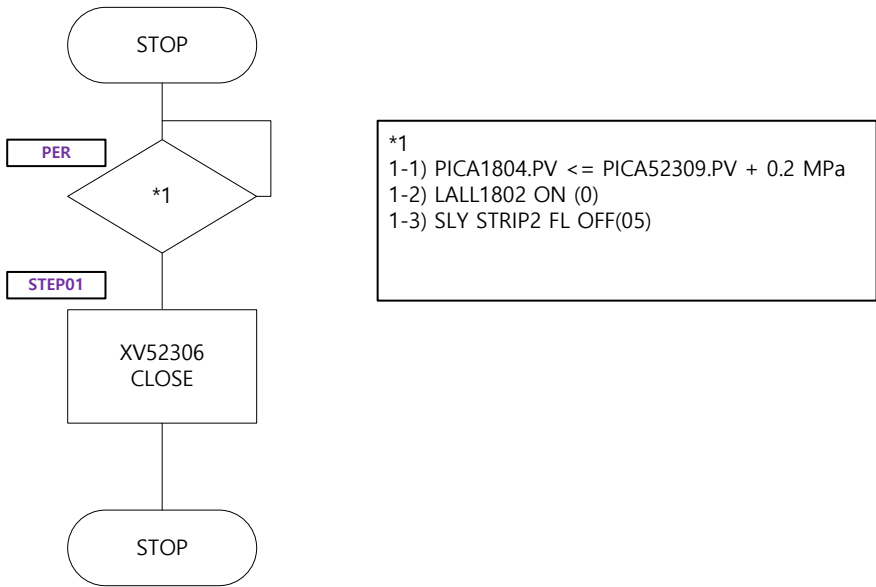 STOP
PER
*1
*1
1-1) PICA1804.PV <= PICA52309.PV + 0.2 MPa
1-2) LALL1802 ON (0)
1-3) SLY STRIP2 FL OFF(05)
STEP01
XV52306
CLOSE
STOP